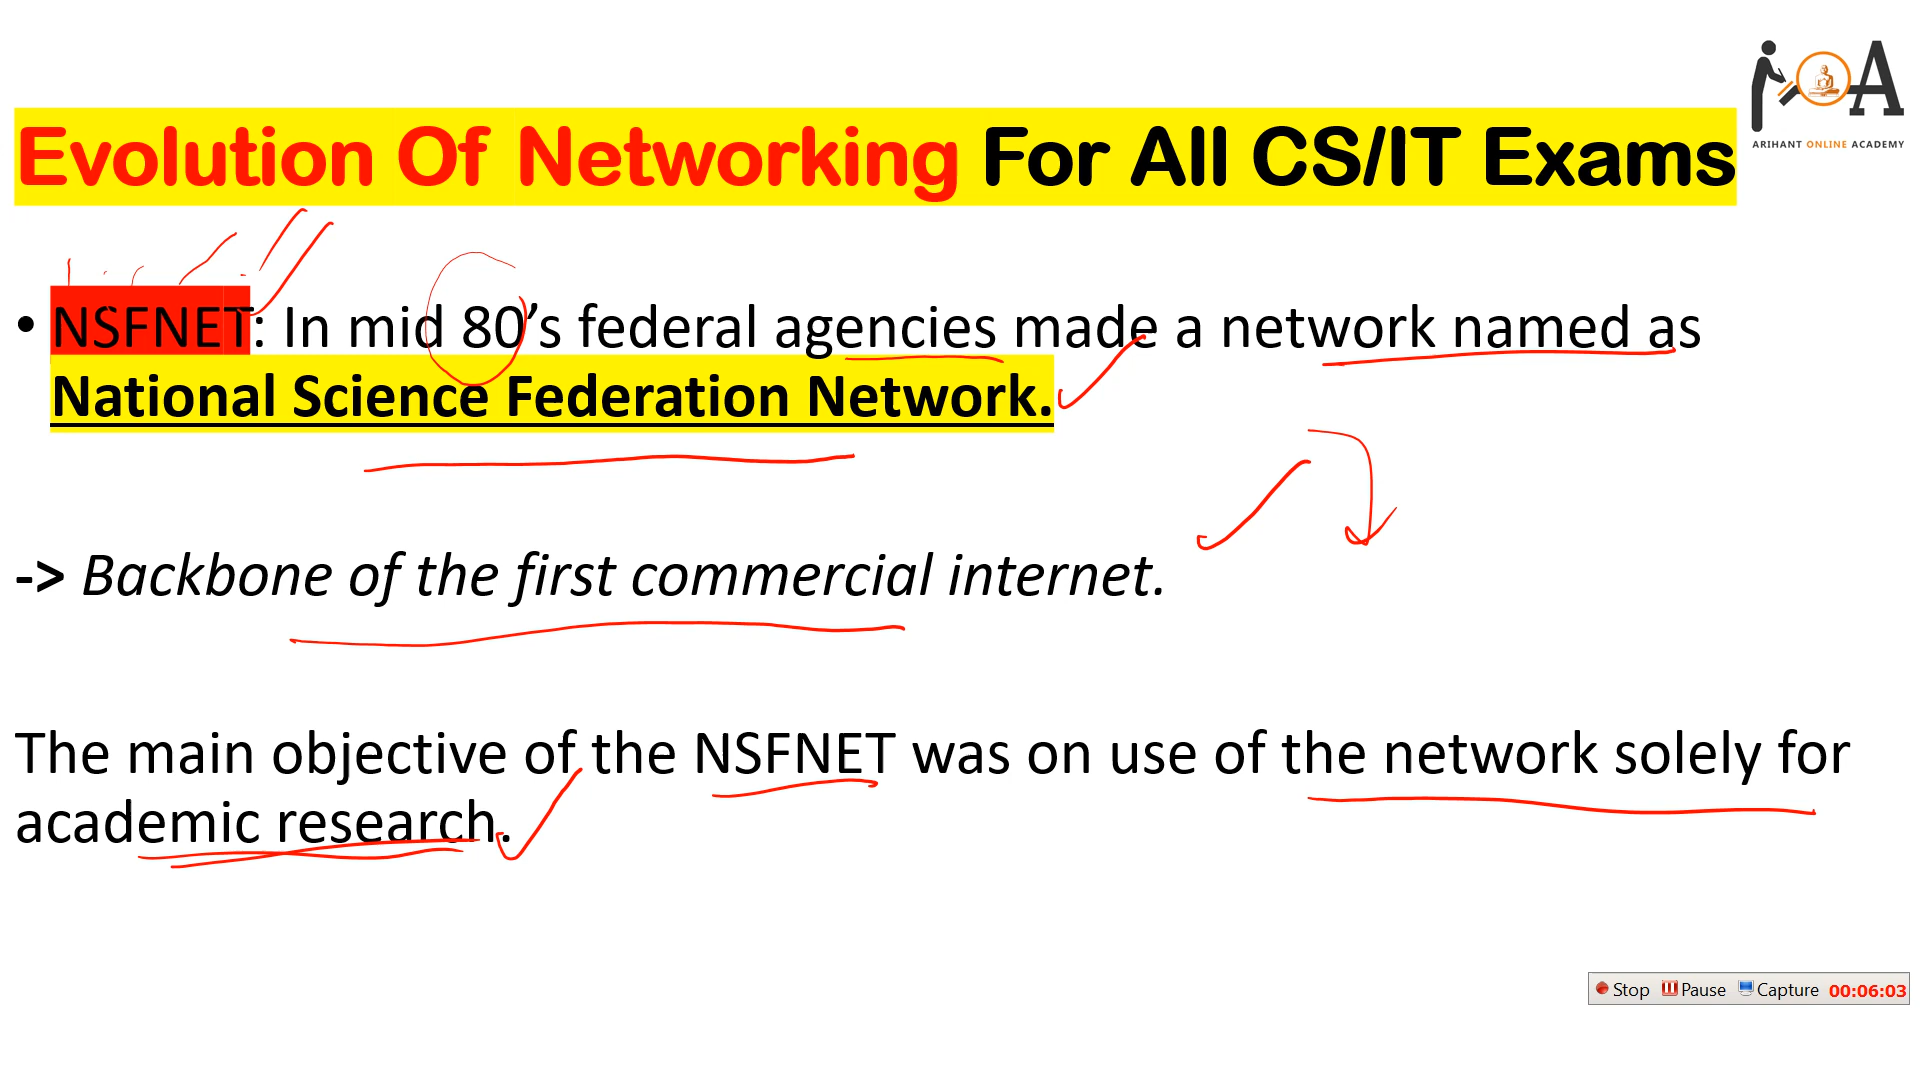 Evolution Of Networking For All CS/IT Exams
ARIHANT ONLINE ACADEMY
• NSFNET: In mid 80’s federal agencies made a network named as
National Science Federation Network.
-> Backbone of the first commercial internet.
The main objective of the NSFNET was on use of the network solely for
academic research.
Stop Pause Capture 00:06:03